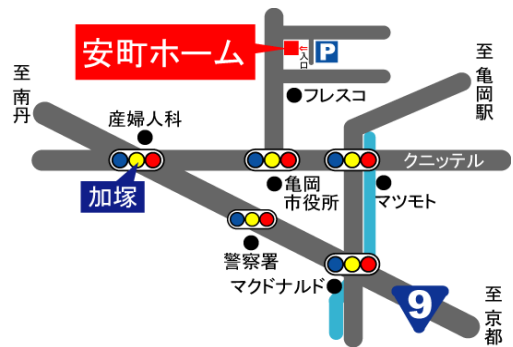 安町ホーム
←入口
P
至亀岡駅
至南丹
フレスコ
産婦人科
クニッテル
加塚
亀岡
市役所
マツモト
警察署
マクドナルド
9
至京都